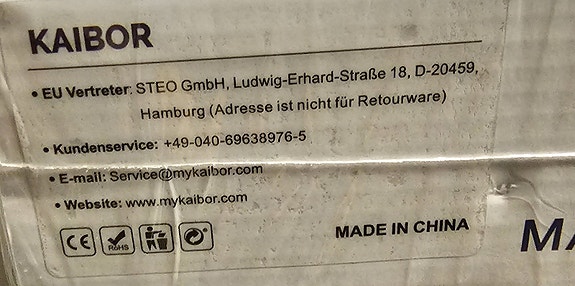 KAIBOR
• EU Vertreter: STEO GmbH, Ludwig-Erhard-Straße 18, D-20459,
Hamburg (Adresse ist nicht für Retourware)
• Kundenservice: +49-040-69638976-5
• E-mail: Service@mykaibor.com
• Website: www.mykaibor.com
CE RoHS
MADE IN CHINA
MA